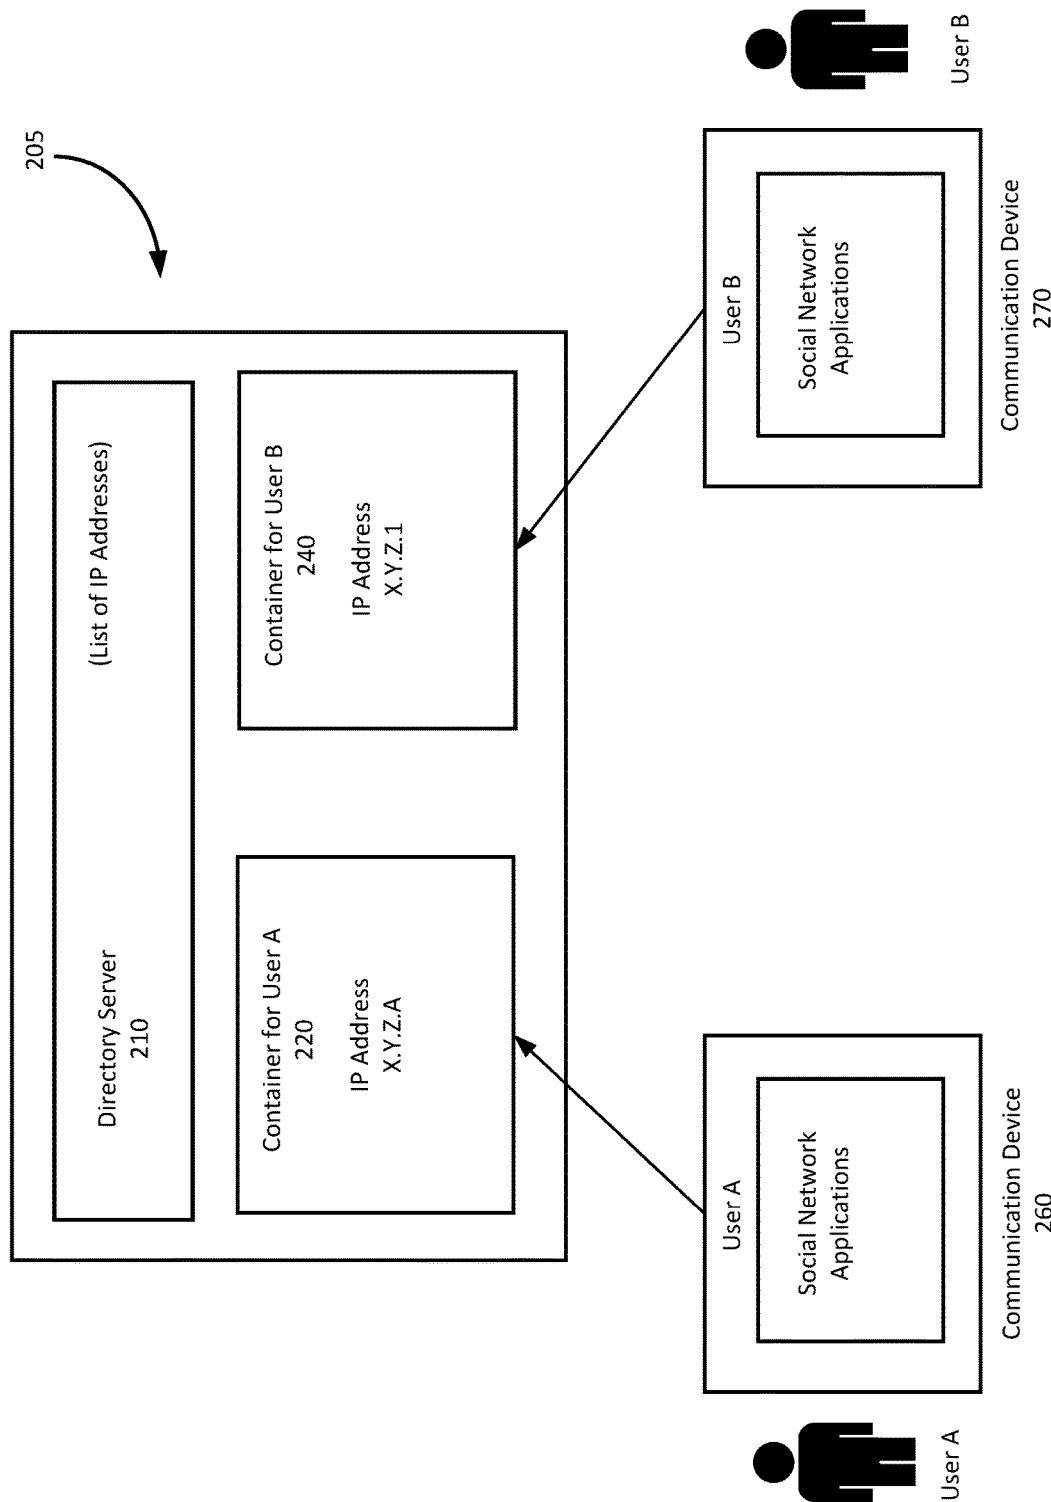 205
Directory Server
210
(List of IP Addresses)
Container for User A
220
IP Address
X.Y.Z.A
Container for User B
240
IP Address
X.Y.Z.1
User A
Social Network
Applications
Communication Device
260
User A
User B
Social Network
Applications
Communication Device
270
User B